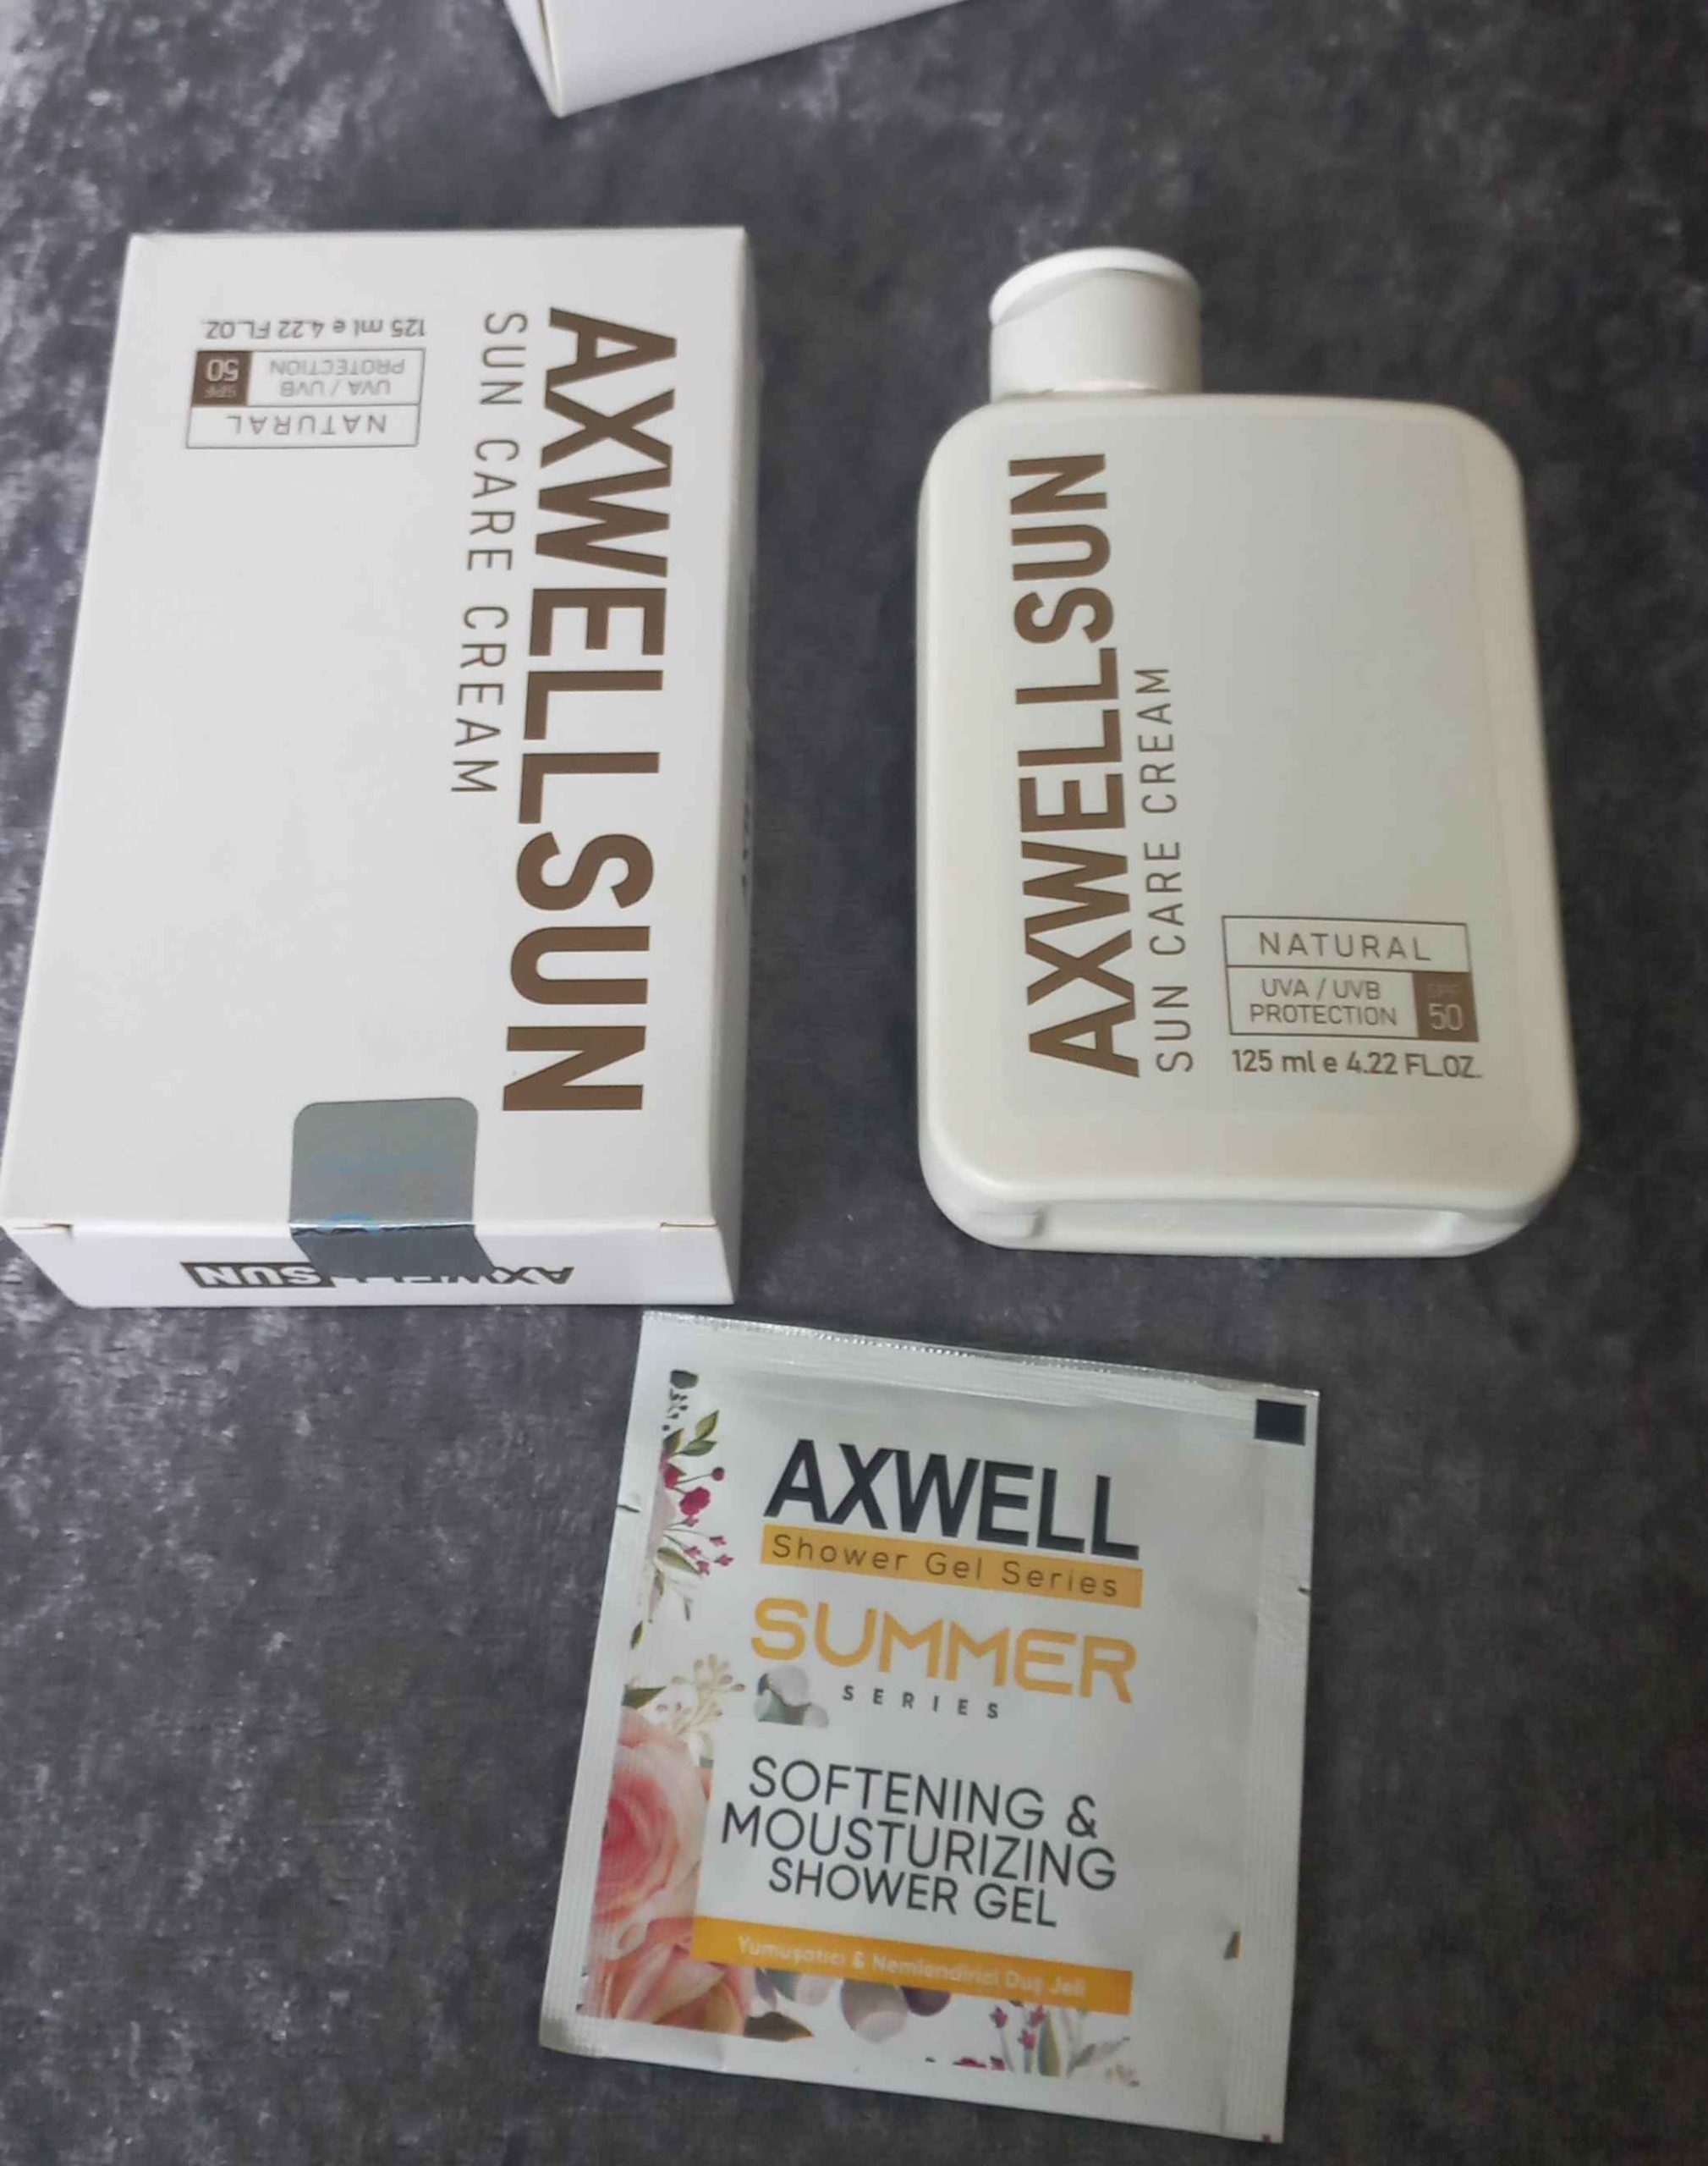 AXWELLSUN
SUN CARE CREAM
NATURAL
UVA / UVB
PROTECTION
SPF
50
125 ml e 4.22 FL.OZ.
SUN
AXWELLSUN
SUN CARE CREAM
NATURAL
UVA / UVB
PROTECTION
SPF
50
125 ml e 4.22 FL.OZ.
AXWELL
Shower Gel Series
SUMMER
SERIES
SOFTENING &
MOUSTURIZING
SHOWER GEL
Yumuşatıcı & Nemlendirici Duş Jeli